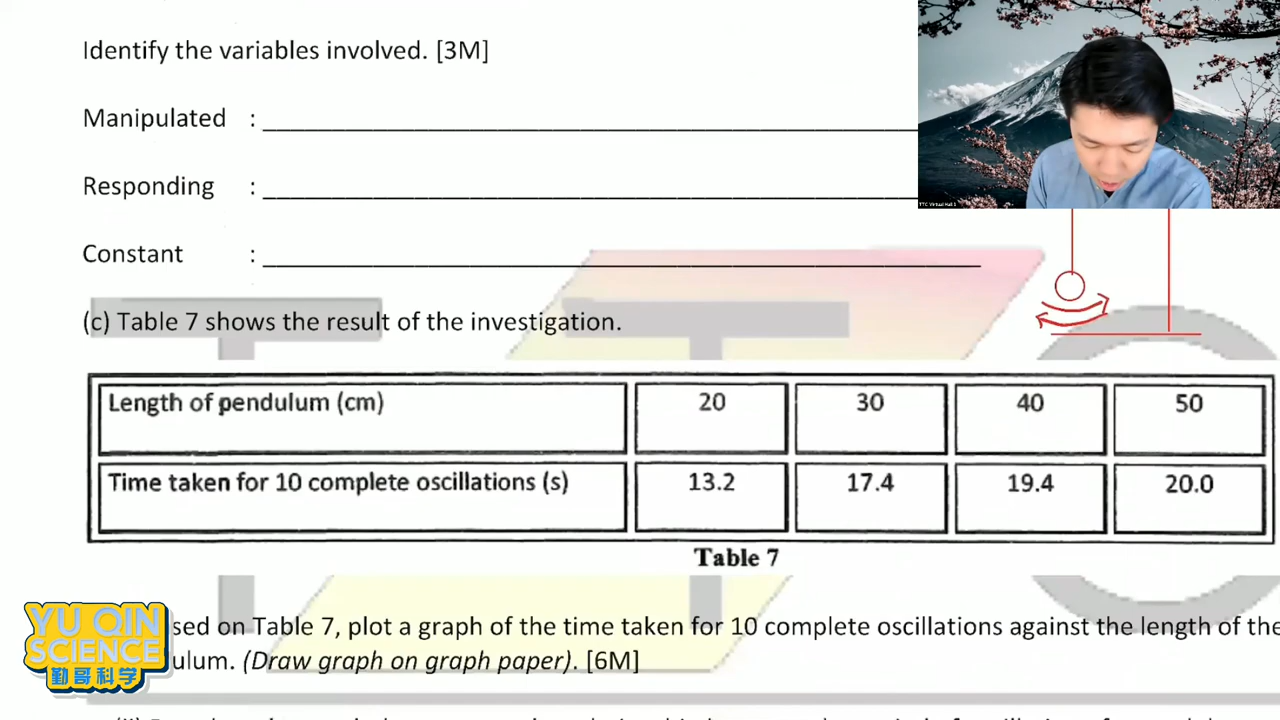 Identify the variables involved. [3M]
Manipulated : ___
Responding : ___
Constant : ___
(c) Table 7 shows the result of the investigation.
Length of pendulum (cm) 20 30 40 50
Time taken for 10 complete oscillations (s) 13.2 17.4 19.4 20.0
Table 7
sed on Table 7, plot a graph of the time taken for 10 complete oscillations against the length of the
ulum. (Draw graph on graph paper). [6M]
YU QIN
SCIENCE
勤哥科学